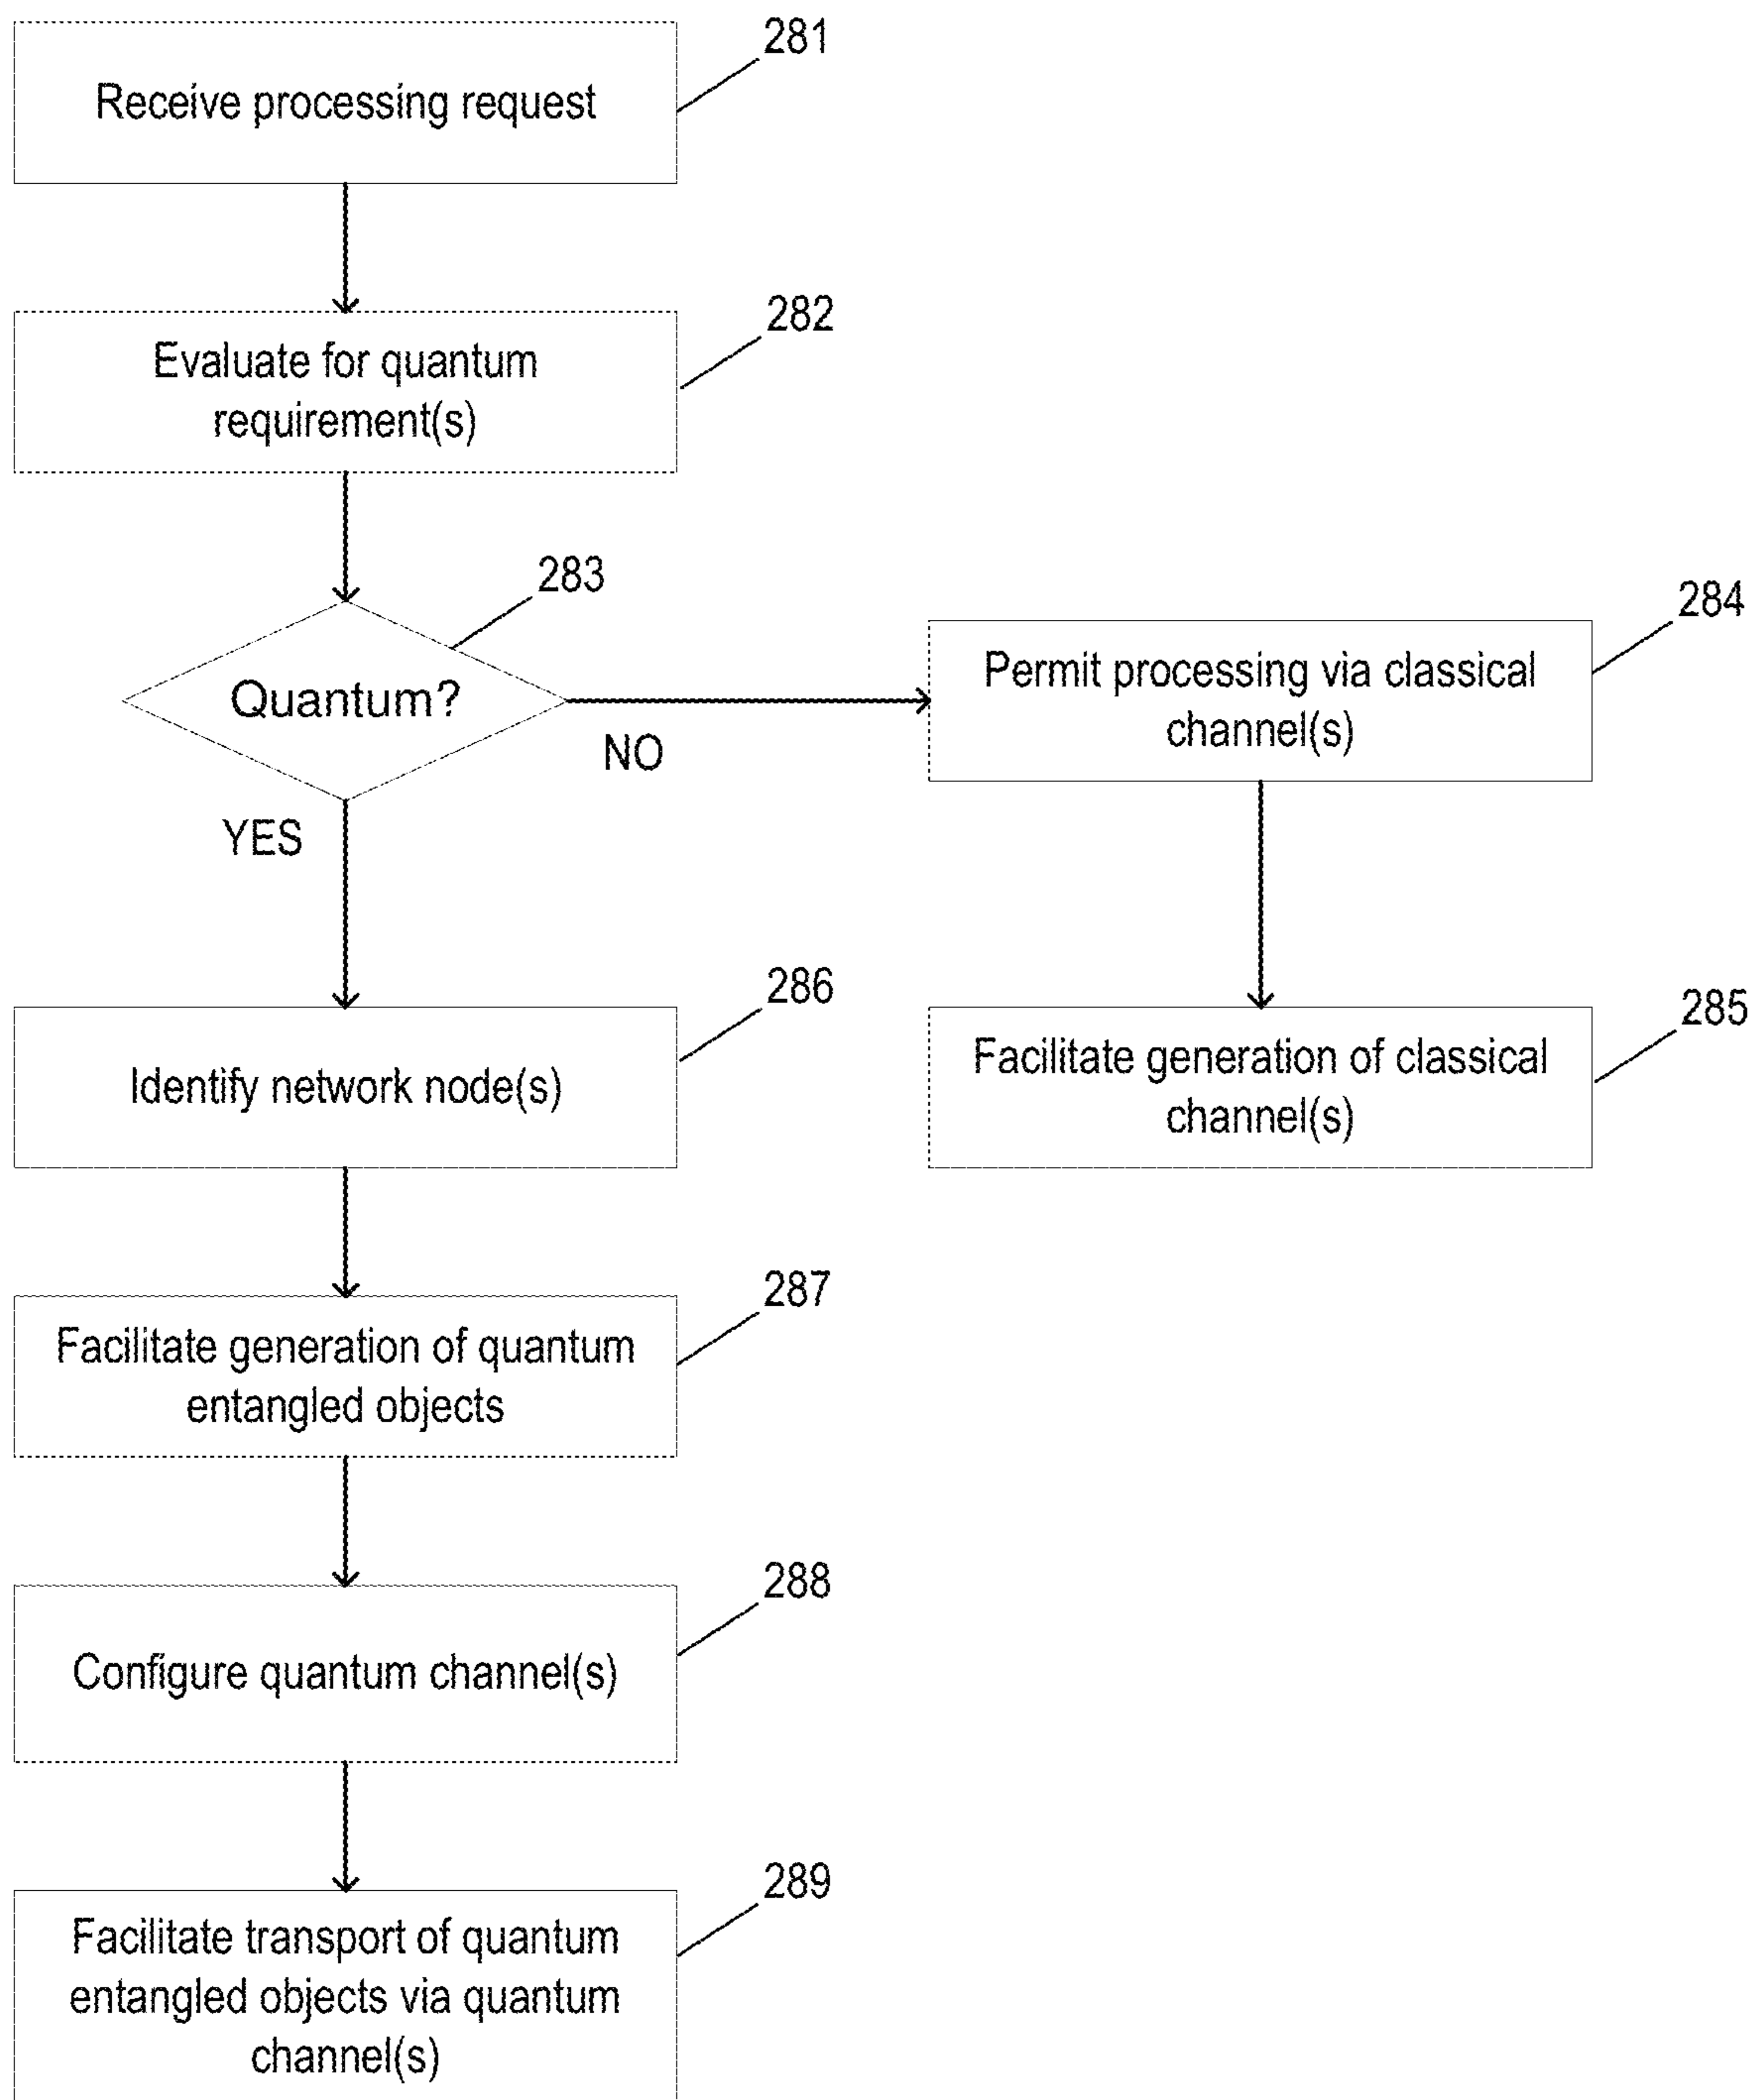 281
Receive processing request
282
Evaluate for quantum
requirement(s)
283
Quantum?
NO
YES
284
Permit processing via classical
channel(s)
285
Facilitate generation of classical
channel(s)
286
Identify network node(s)
287
Facilitate generation of quantum
entangled objects
288
Configure quantum channel(s)
289
Facilitate transport of quantum
entangled objects via quantum
channel(s)